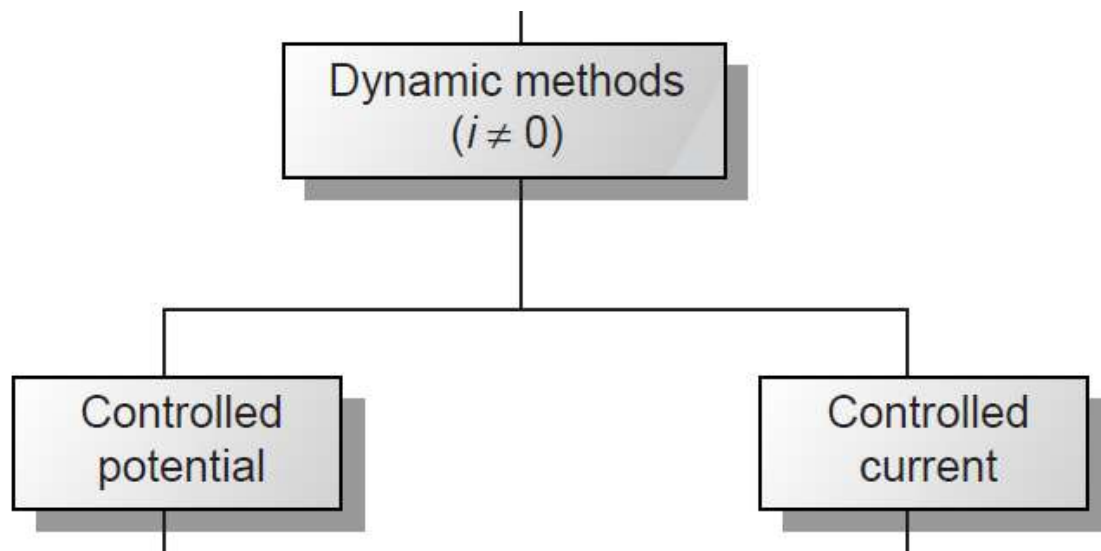 Dynamic methods
(i ≠ 0)
Controlled
potential
Controlled
current